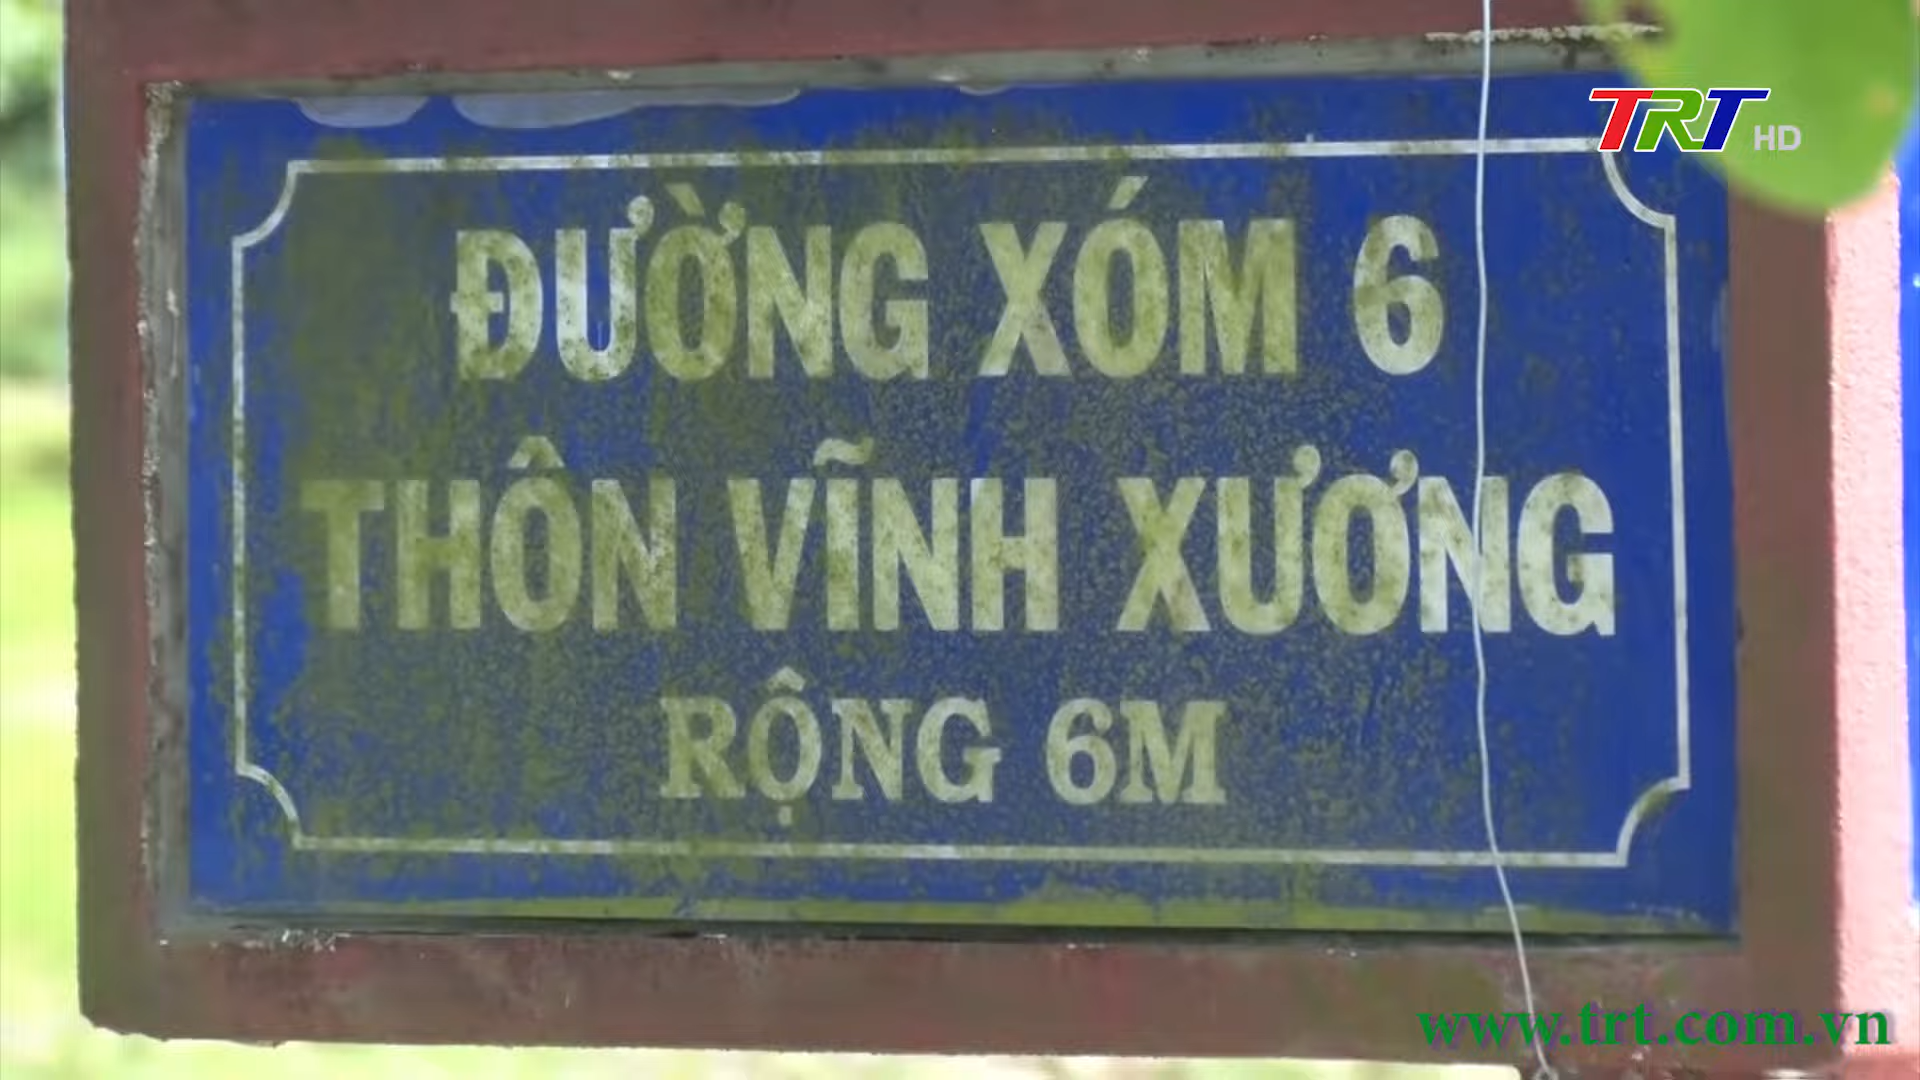 TRT HD
ĐƯỜNG XÓM 6
THÔN VĨNH XƯƠNG
RỘNG 6M
www.trt.com.vn